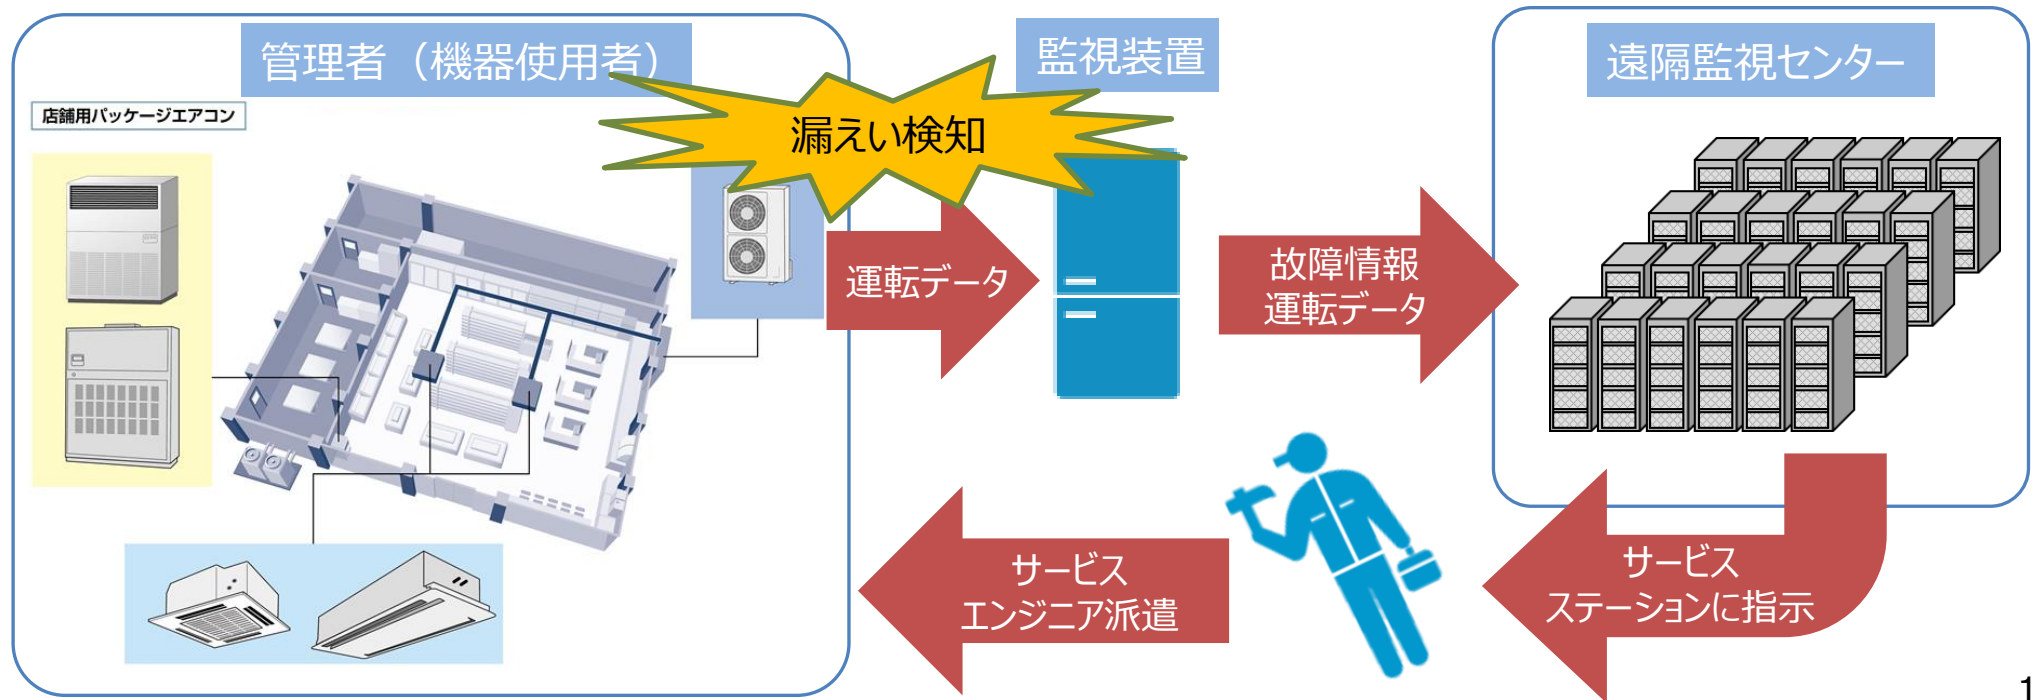 管理者（機器使用者）
監視装置
遠隔監視センター
店舗用パッケージエアコン
漏えい検知
運転データ
故障情報
運転データ
サービス
エンジニア派遣
サービス
ステーションに指示
1